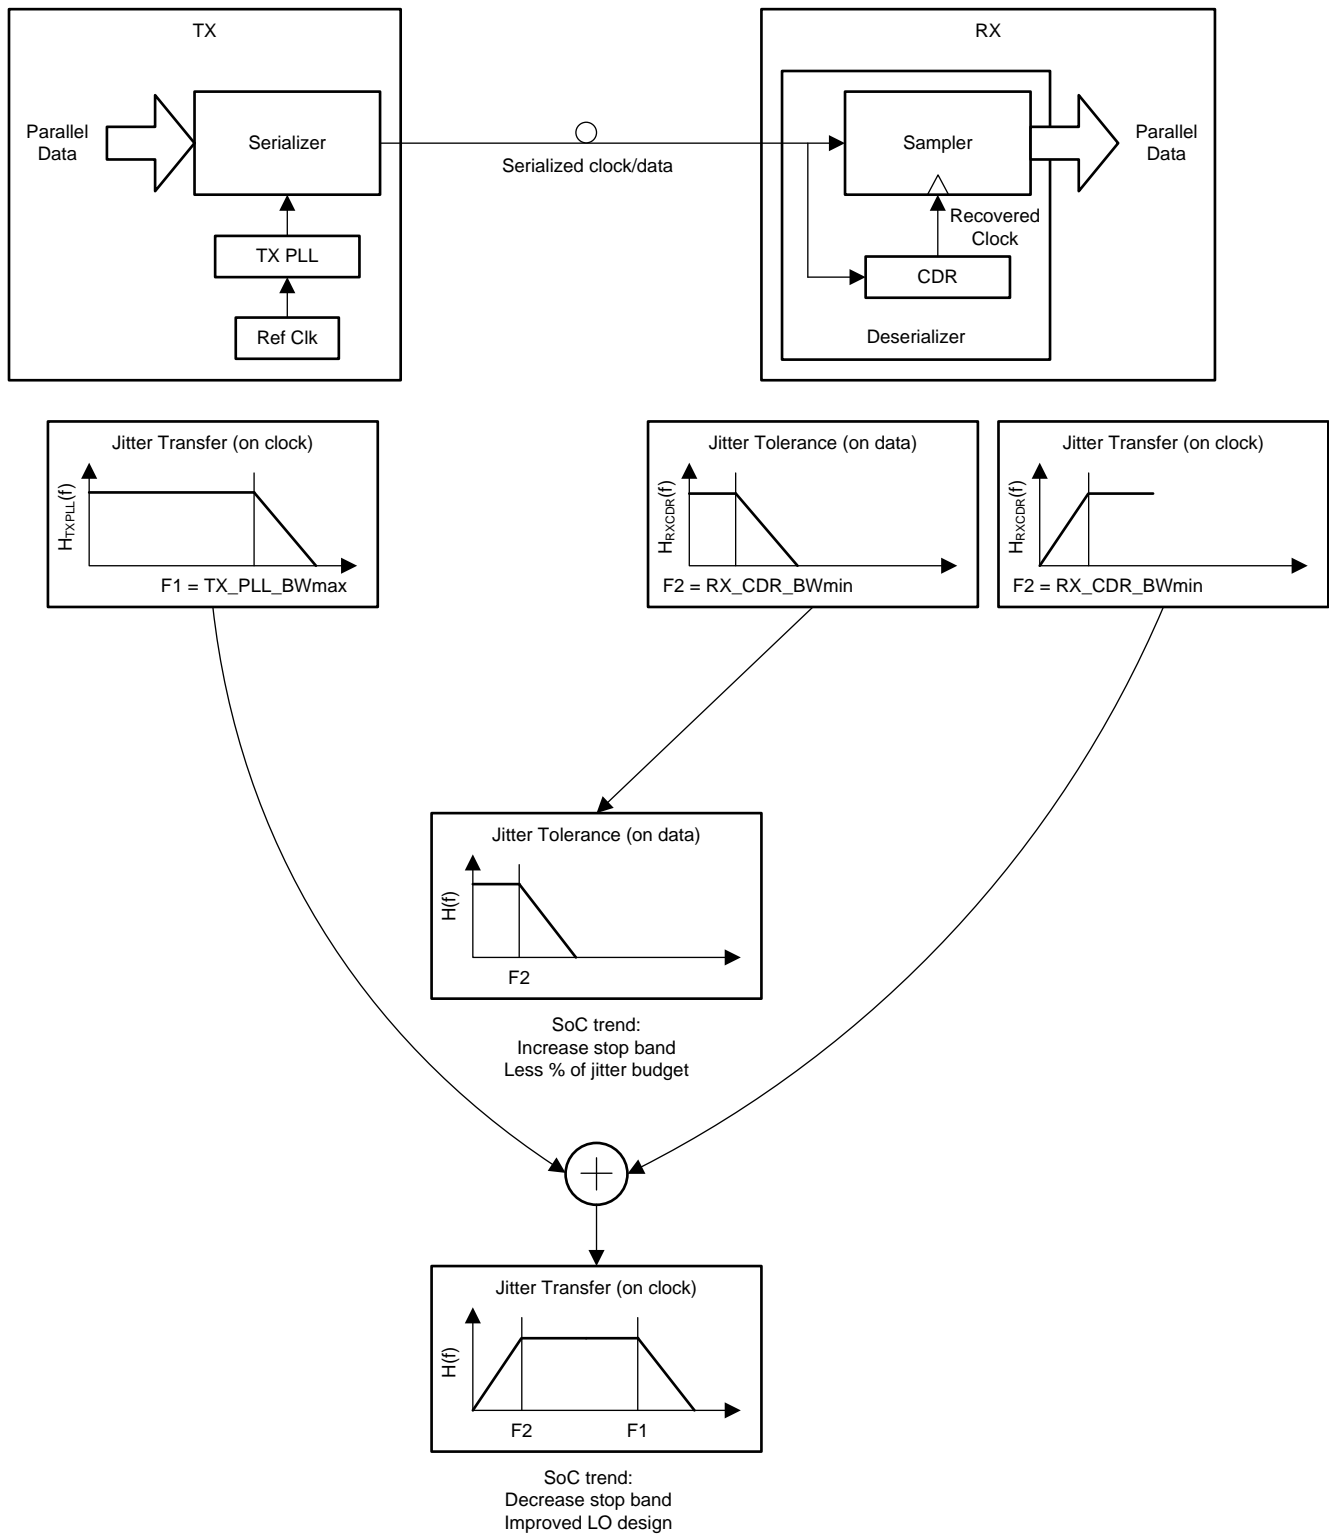 TX
Parallel
Data
Serializer
TX PLL
Ref Clk
Serialized clock/data
RX
Sampler
Recovered
Clock
CDR
Deserializer
Parallel
Data
Jitter Transfer (on clock)
HTXPLL(f)
F1 = TX_PLL_BWmax
Jitter Tolerance (on data)
HRXCDR(f)
F2 = RX_CDR_BWmin
Jitter Transfer (on clock)
HRXCDR(f)
F2 = RX_CDR_BWmin
Jitter Tolerance (on data)
H(f)
F2
SoC trend:
Increase stop band
Less % of jitter budget
Jitter Transfer (on clock)
H(f)
F2
F1
SoC trend:
Decrease stop band
Improved LO design